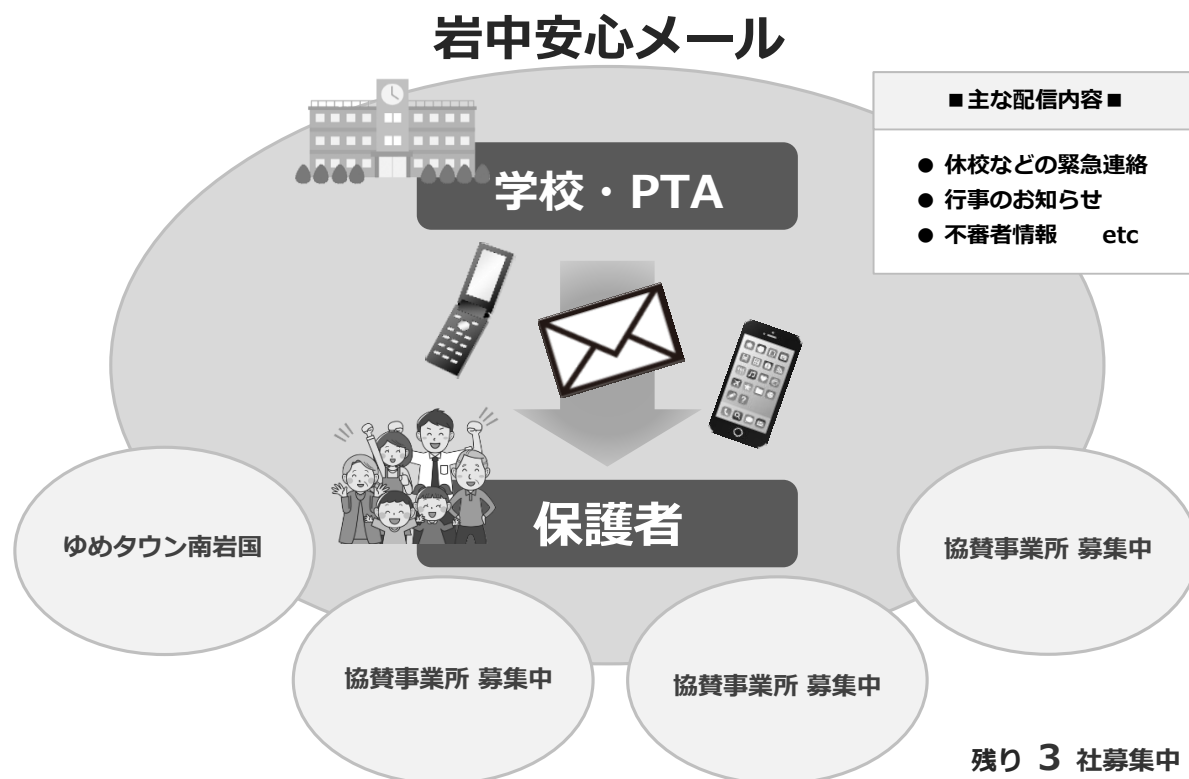 岩中安心メール
■主な配信内容■
● 休校などの緊急連絡
● 行事のお知らせ
● 不審者情報 etc
学校・PTA
保護者
ゆめタウン南岩国
協賛事業所 募集中
協賛事業所 募集中
協賛事業所 募集中
残り 3 社募集中